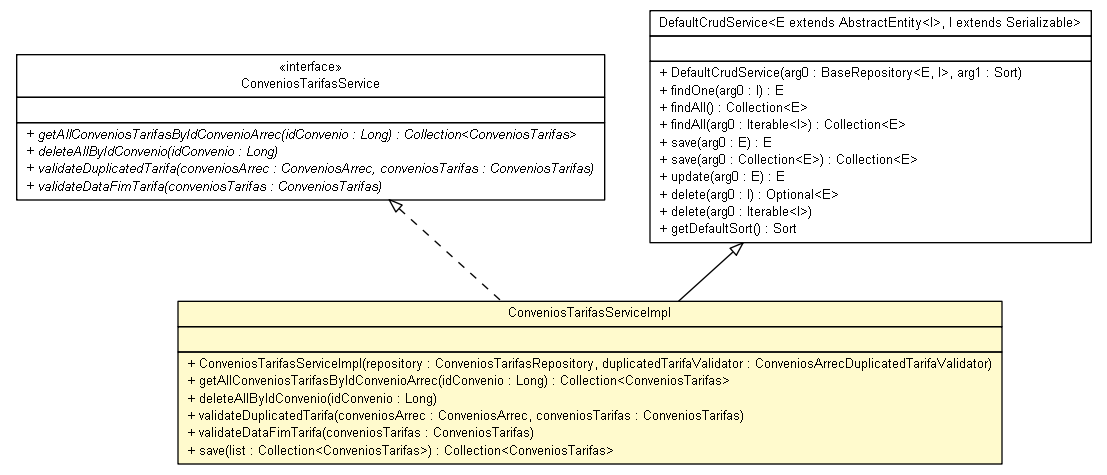 «interface»
ConveniosTarifasService
+ getAllConveniosTarifasByIdConvenioArrec(idConvenio : Long) : Collection<ConveniosTarifas>
+ deleteAllByIdConvenio(idConvenio : Long)
+ validateDuplicatedTarifa(conveniosArrec : ConveniosArrec, conveniosTarifas : ConveniosTarifas)
+ validateDataFimTarifa(conveniosTarifas : ConveniosTarifas)
DefaultCrudService<E extends AbstractEntity<I>, I extends Serializable>
+ DefaultCrudService(arg0 : BaseRepository<E, I>, arg1 : Sort)
+ findOne(arg0 : I) : E
+ findAll() : Collection<E>
+ findAll(arg0 : Iterable<I>) : Collection<E>
+ save(arg0 : E) : E
+ save(arg0 : Collection<E>) : Collection<E>
+ update(arg0 : E) : E
+ delete(arg0 : I) : Optional<E>
+ delete(arg0 : Iterable<I>)
+ getDefaultSort() : Sort
ConveniosTarifasServiceImpl
+ ConveniosTarifasServiceImpl(repository : ConveniosTarifasRepository, duplicatedTarifaValidator : ConveniosArrecDuplicatedTarifaValidator)
+ getAllConveniosTarifasByIdConvenioArrec(idConvenio : Long) : Collection<ConveniosTarifas>
+ deleteAllByIdConvenio(idConvenio : Long)
+ validateDuplicatedTarifa(conveniosArrec : ConveniosArrec, conveniosTarifas : ConveniosTarifas)
+ validateDataFimTarifa(conveniosTarifas : ConveniosTarifas)
+ save(list : Collection<ConveniosTarifas>) : Collection<ConveniosTarifas>